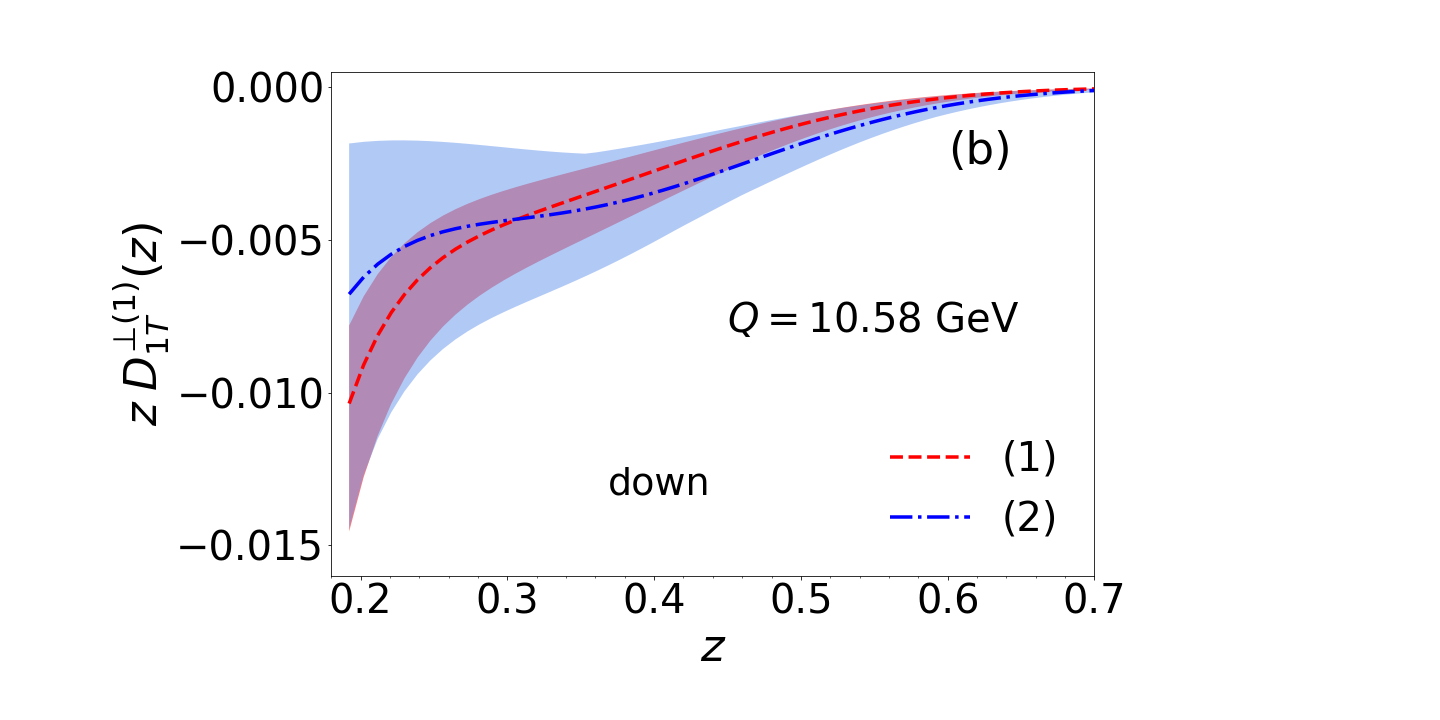 0.000
−0.005
−0.010
−0.015
z D_{1T}^{⊥(1)}(z)
(b)
Q = 10.58 GeV
down
(1)
(2)
0.2 0.3 0.4 0.5 0.6 0.7
z